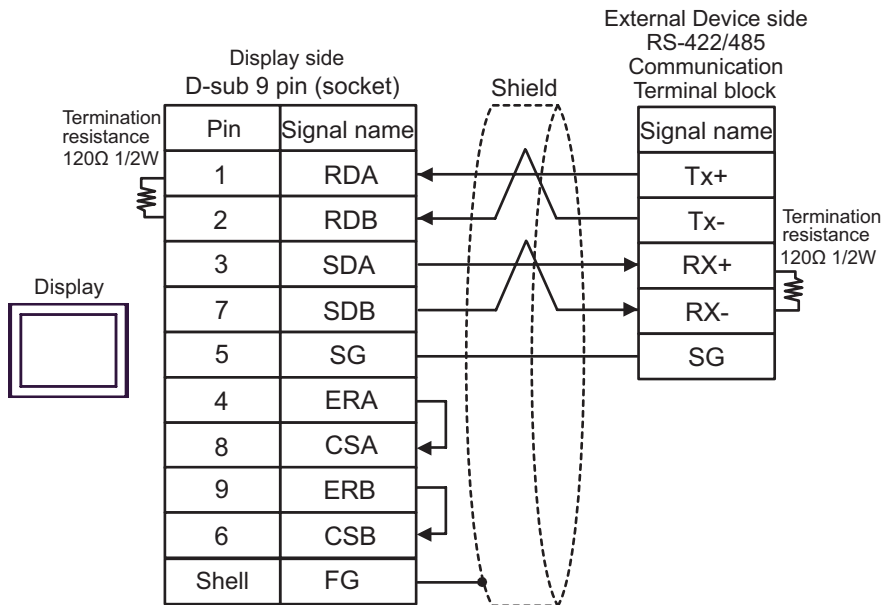 External Device side
RS-422/485
Communication
Terminal block
Display side
D-sub 9 pin (socket)
Shield
Termination
resistance
120Ω 1/2W
Pin Signal name
Signal name
1 RDA
Tx+
2 RDB
Tx-
3 SDA
RX+
7 SDB
RX-
5 SG
SG
4 ERA
8 CSA
9 ERB
6 CSB
Shell FG
Termination
resistance
120Ω 1/2W
Display